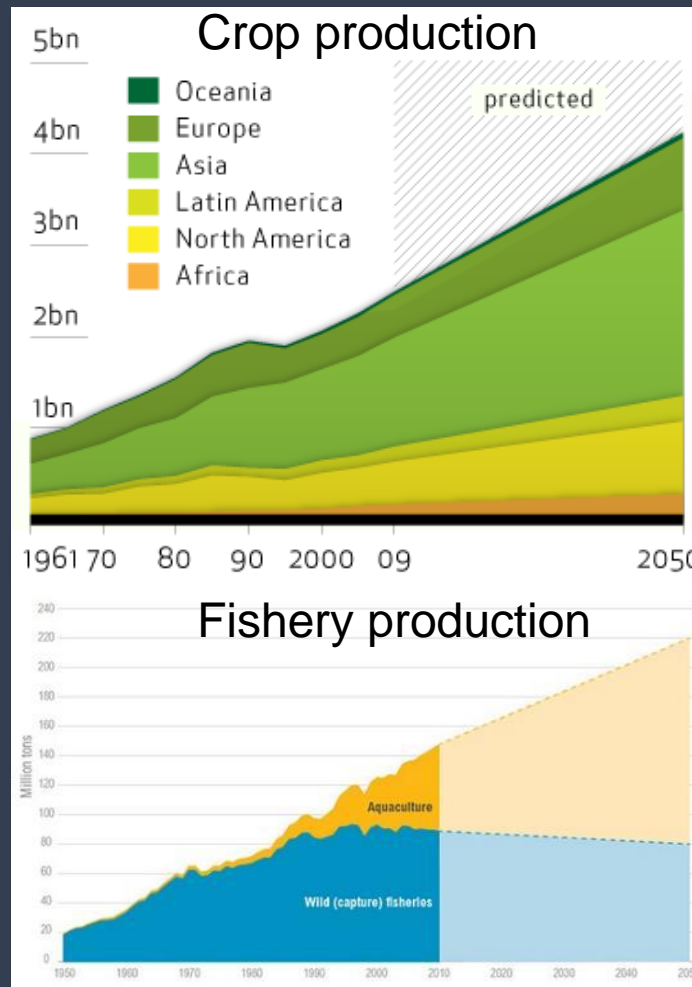 Crop production
5bn
4bn
3bn
2bn
1bn
Oceania
Europe
Asia
Latin America
North America
Africa
predicted
1961 70 80 90 2000 09 2050
Fishery production
240
220
200
180
160
140
120
100
80
60
40
20
0
Million tons
Aquaculture
Wild (capture) fisheries
1950 1960 1970 1980 1990 2000 2010 2020 2030 2040 2050